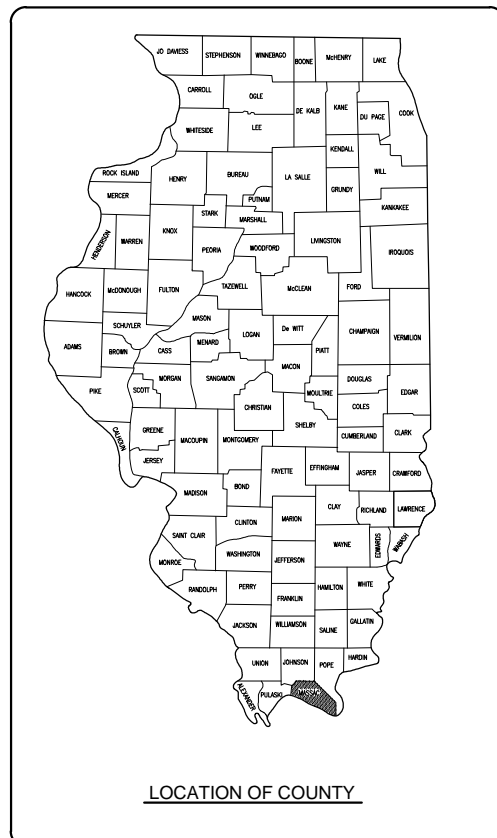 JO DAVIESS
STEPHENSON
WINNEBAGO
BOONE
McHENRY
LAKE
CARROLL
OGLE
DE KALB
KANE
COOK
DU PAGE
WHITESIDE
LEE
KENDALL
WILL
ROCK ISLAND
HENRY
BUREAU
LA SALLE
GRUNDY
MERCER
PUTNAM
KANKAKEE
STARK
MARSHALL
HENDERSON
WARREN
KNOX
PEORIA
WOODFORD
LIVINGSTON
IROQUOIS
HANCOCK
McDONOUGH
FULTON
TAZEWELL
McCLEAN
FORD
MASON
SCHUYLER
LOGAN
De WITT
CHAMPAIGN
VERMILION
ADAMS
BROWN
CASS
MENARD
PIATT
MACON
PIKE
SCOTT
MORGAN
SANGAMON
MOULTRIE
DOUGLAS
EDGAR
CHRISTIAN
COLES
CALHOUN
GREENE
MACOUPIN
MONTGOMERY
SHELBY
CUMBERLAND
CLARK
JERSEY
FAYETTE
EFFINGHAM
JASPER
CRAWFORD
MADISON
BOND
CLAY
RICHLAND
LAWRENCE
CLINTON
MARION
SAINT CLAIR
WAYNE
EDWARDS
WABASH
WASHINGTON
JEFFERSON
MONROE
RANDOLPH
PERRY
HAMILTON
WHITE
FRANKLIN
JACKSON
WILLIAMSON
SALINE
GALLATIN
UNION
JOHNSON
POPE
HARDIN
ALEXANDER
PULASKI
MASSAC
LOCATION OF COUNTY